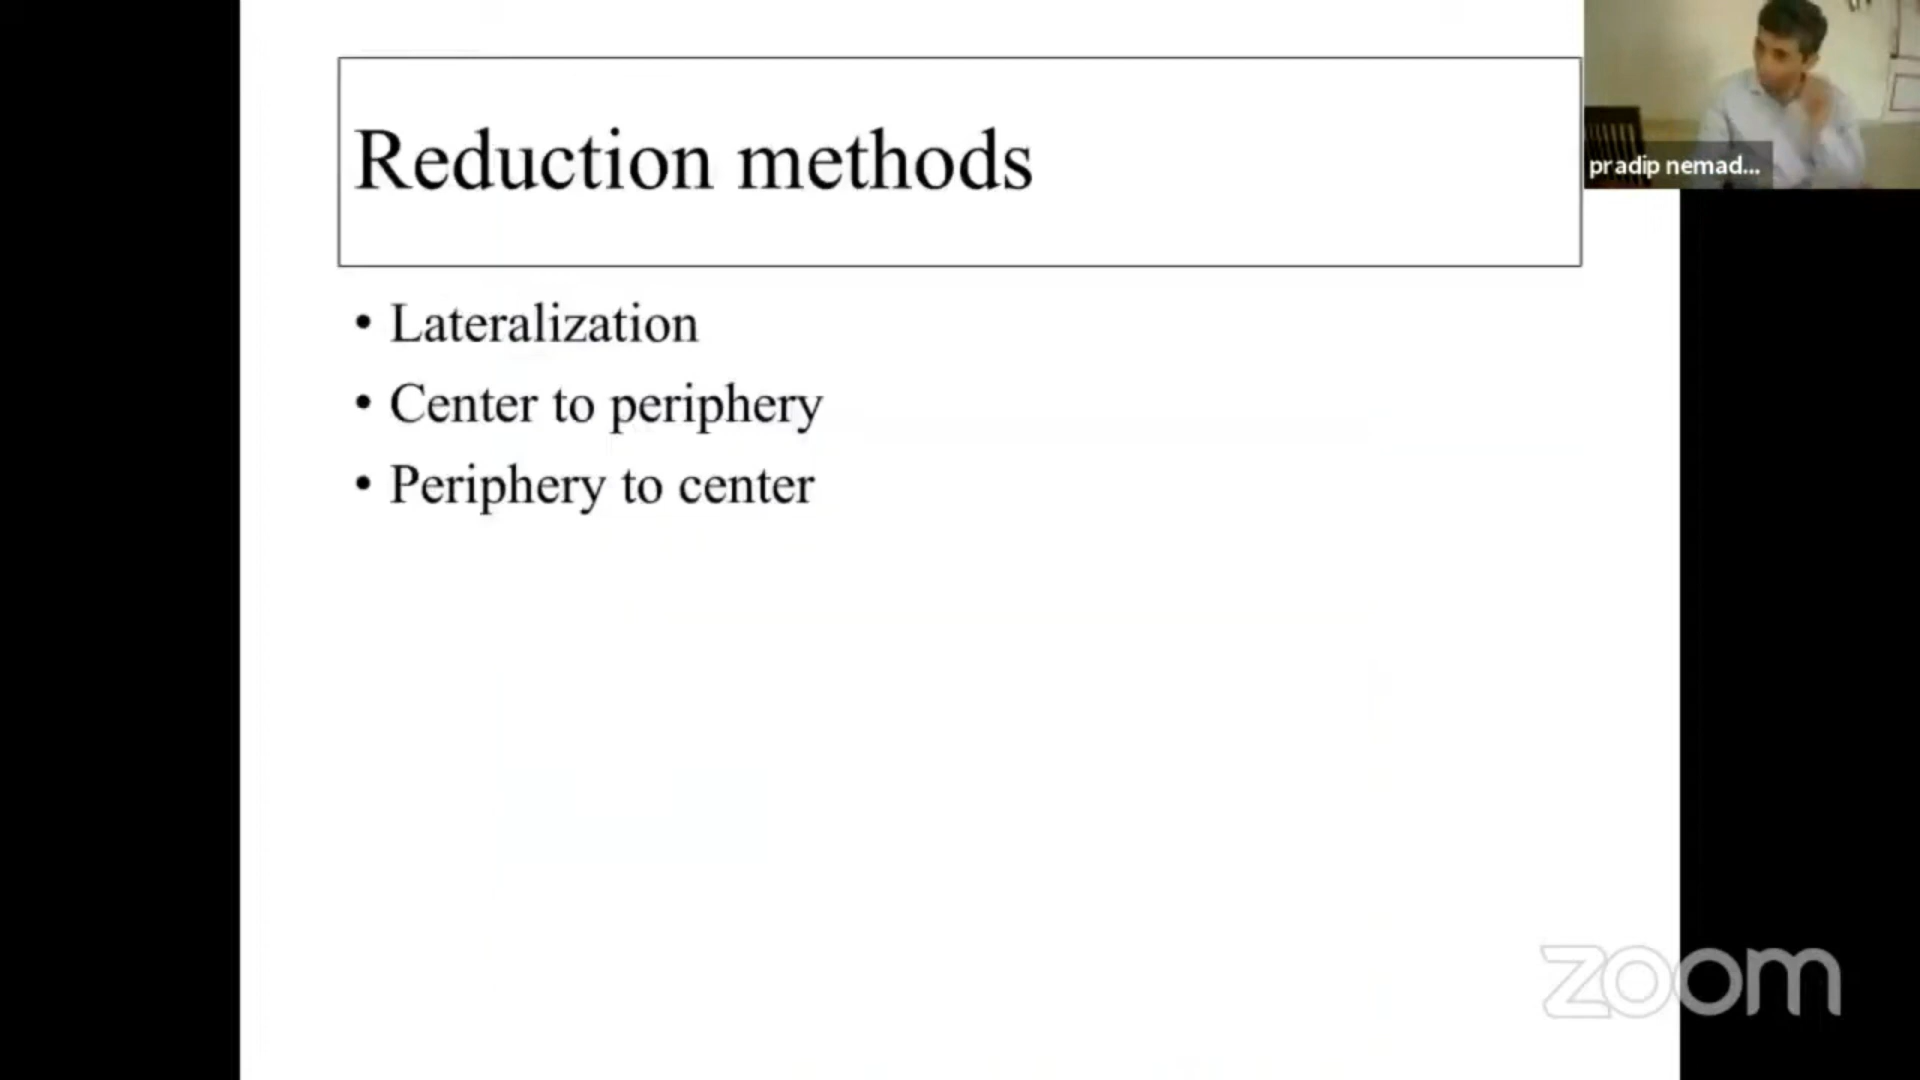 Reduction methods
• Lateralization
• Center to periphery
• Periphery to center
pradip nemad...
zoom